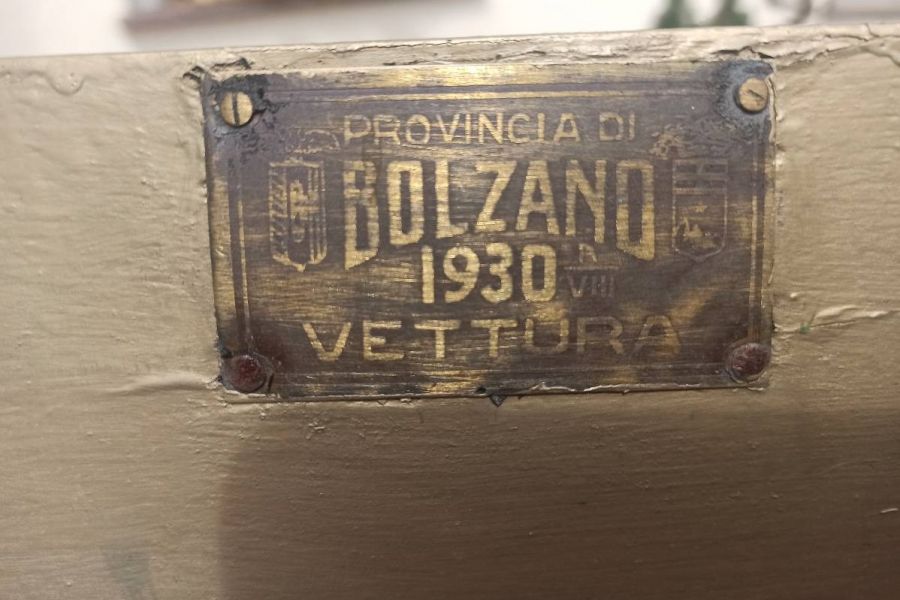 PROVINCIA DI
BOLZANO
1930 R
VIII
VETTURA